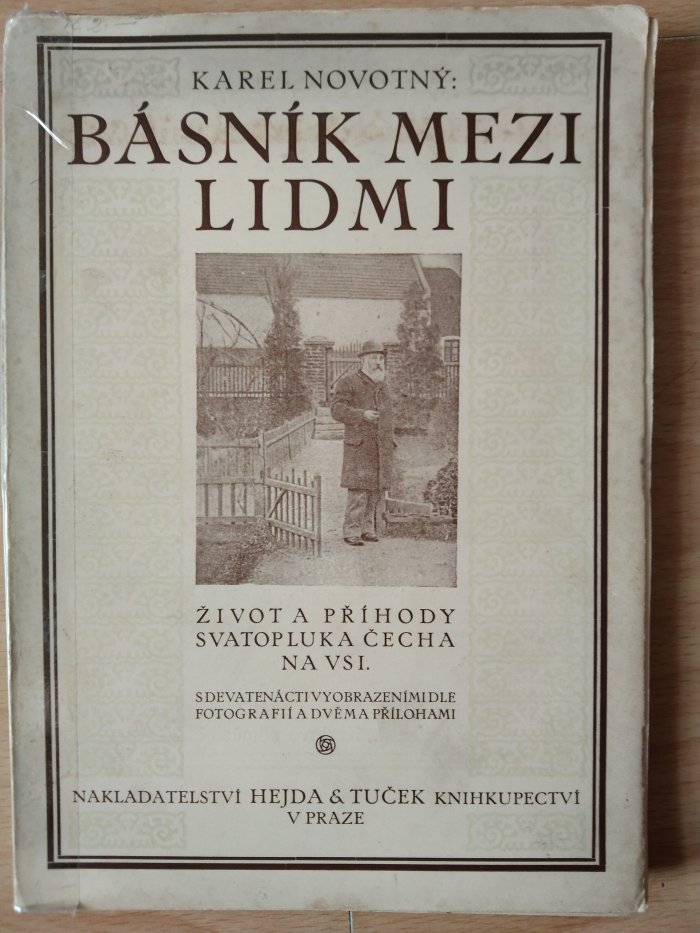 KAREL NOVOTNÝ:
BÁSNÍK MEZI
LIDMI
ŽIVOT A PŘÍHODY
SVATOPLUKA ČECHA
NA VSI.
S DEVATENÁCTI VYOBRAZENÍMI DLE
FOTOGRAFIÍ A DVĚMA PŘÍLOHAMI
NAKLADATELSTVÍ HEJDA & TUČEK KNIHKUPECTVÍ
V PRAZE